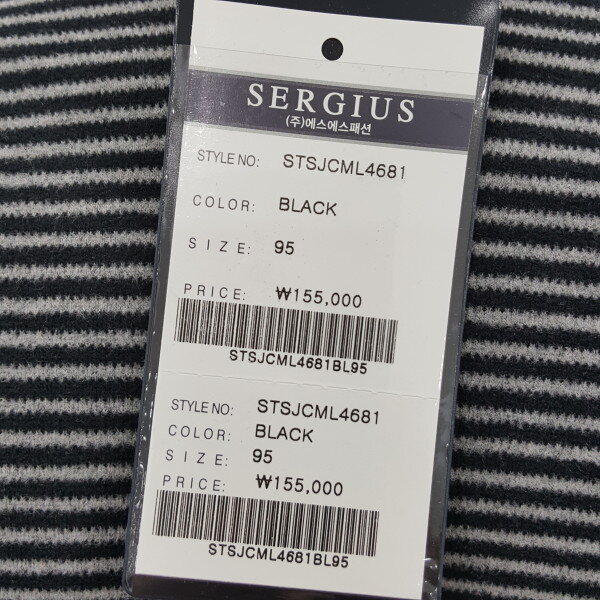 SERGIUS
(주)에스에스패션
STYLE NO: STSJCML4681
COLOR: BLACK
SIZE: 95
PRICE: ₩155,000
STSJCML4681BL95
STYLE NO: STSJCML4681
COLOR: BLACK
SIZE: 95
PRICE: ₩155,000
STSJCML4681BL95